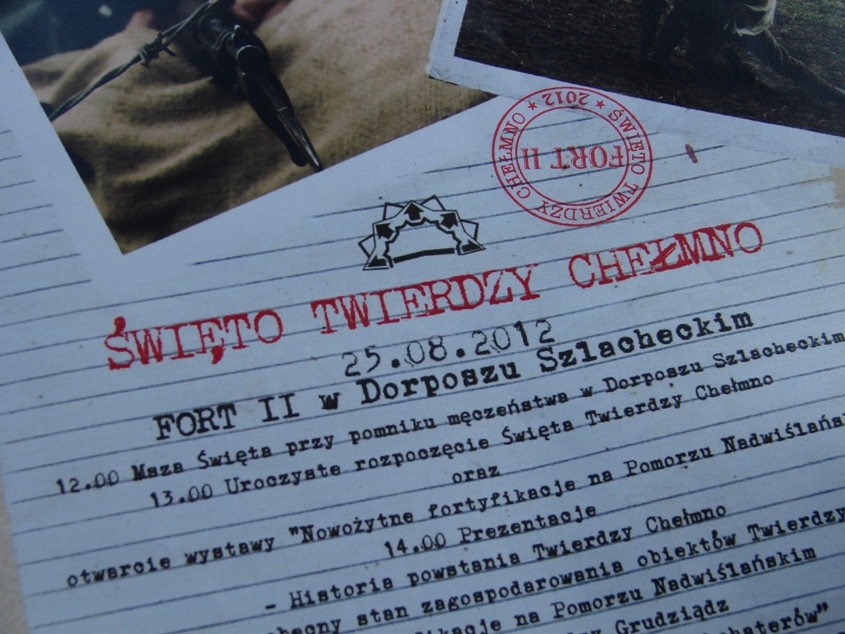 ŚWIĘTO TWIERDZY CHEŁMNO ★ 2012 ★
FORT II
ŚWIĘTO TWIERDZY CHEŁMNO
25.08.2012
FORT II w Dorposzu Szlacheckim
12.00 Msza Święta przy pomniku męczeństwa w Dorposzu Szlacheckim
13.00 Uroczyste rozpoczęcie Święta Twierdzy Chełmno
oraz
otwarcie wystawy "Nowożytne fortyfikacje na Pomorzu
14.00 Prezentacje
- Historia powstania Twierdzy Chełmno
stan zagospodarowania obiektów Twierdzy
na Pomorzu Nadwiślańskim
Grudziądz